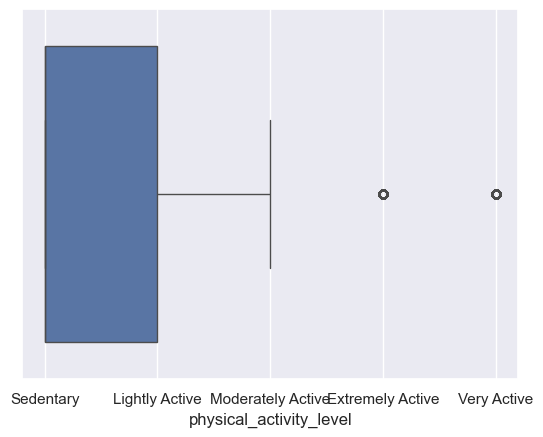 Sedentary Lightly Active Moderately Active Extremely Active Very Active
physical_activity_level